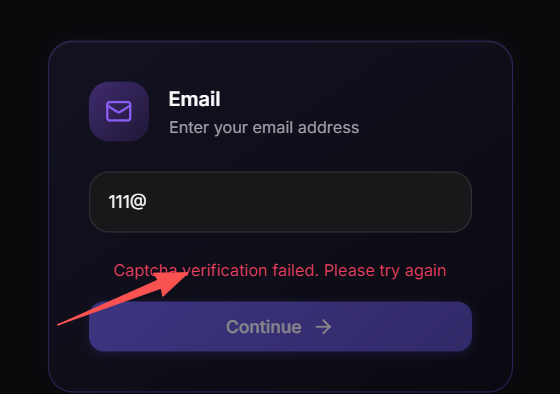 Email
Enter your email address
111@
Captcha verification failed. Please try again
Continue →